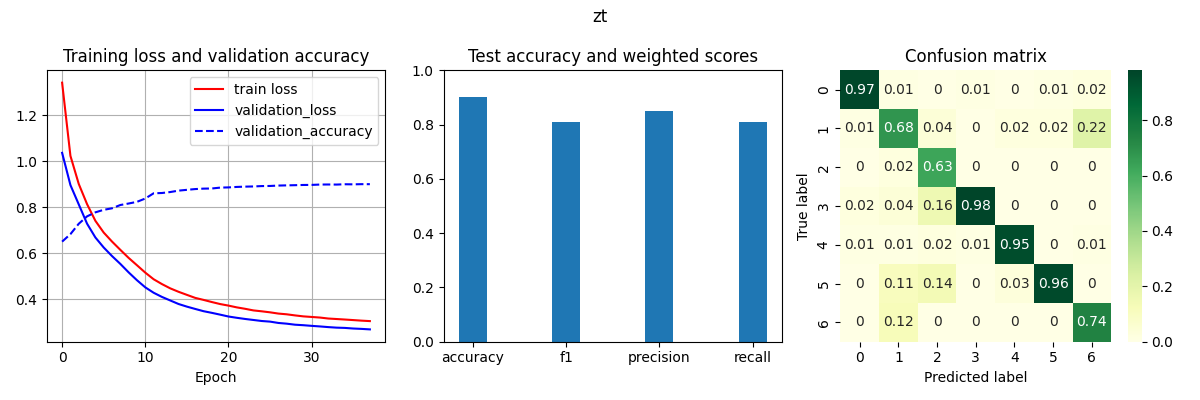 zt
Training loss and validation accuracy
train loss
validation_loss
validation_accuracy
1.2
1.0
0.8
0.6
0.4
0 10 20 30
Epoch
Test accuracy and weighted scores
1.0
0.8
0.6
0.4
0.2
0.0
accuracy f1 precision recall
Confusion matrix
True label
0 0.97 0.01 0 0.01 0 0.01 0.02
1 0.01 0.68 0.04 0 0.02 0.02 0.22
2 0 0.02 0.63 0 0 0 0
3 0.02 0.04 0.16 0.98 0 0 0
4 0.01 0.01 0.02 0.01 0.95 0 0.01
5 0 0.11 0.14 0 0.03 0.96 0
6 0 0.12 0 0 0 0 0.74
0 1 2 3 4 5 6
Predicted label
0.8
0.6
0.4
0.2
0.0